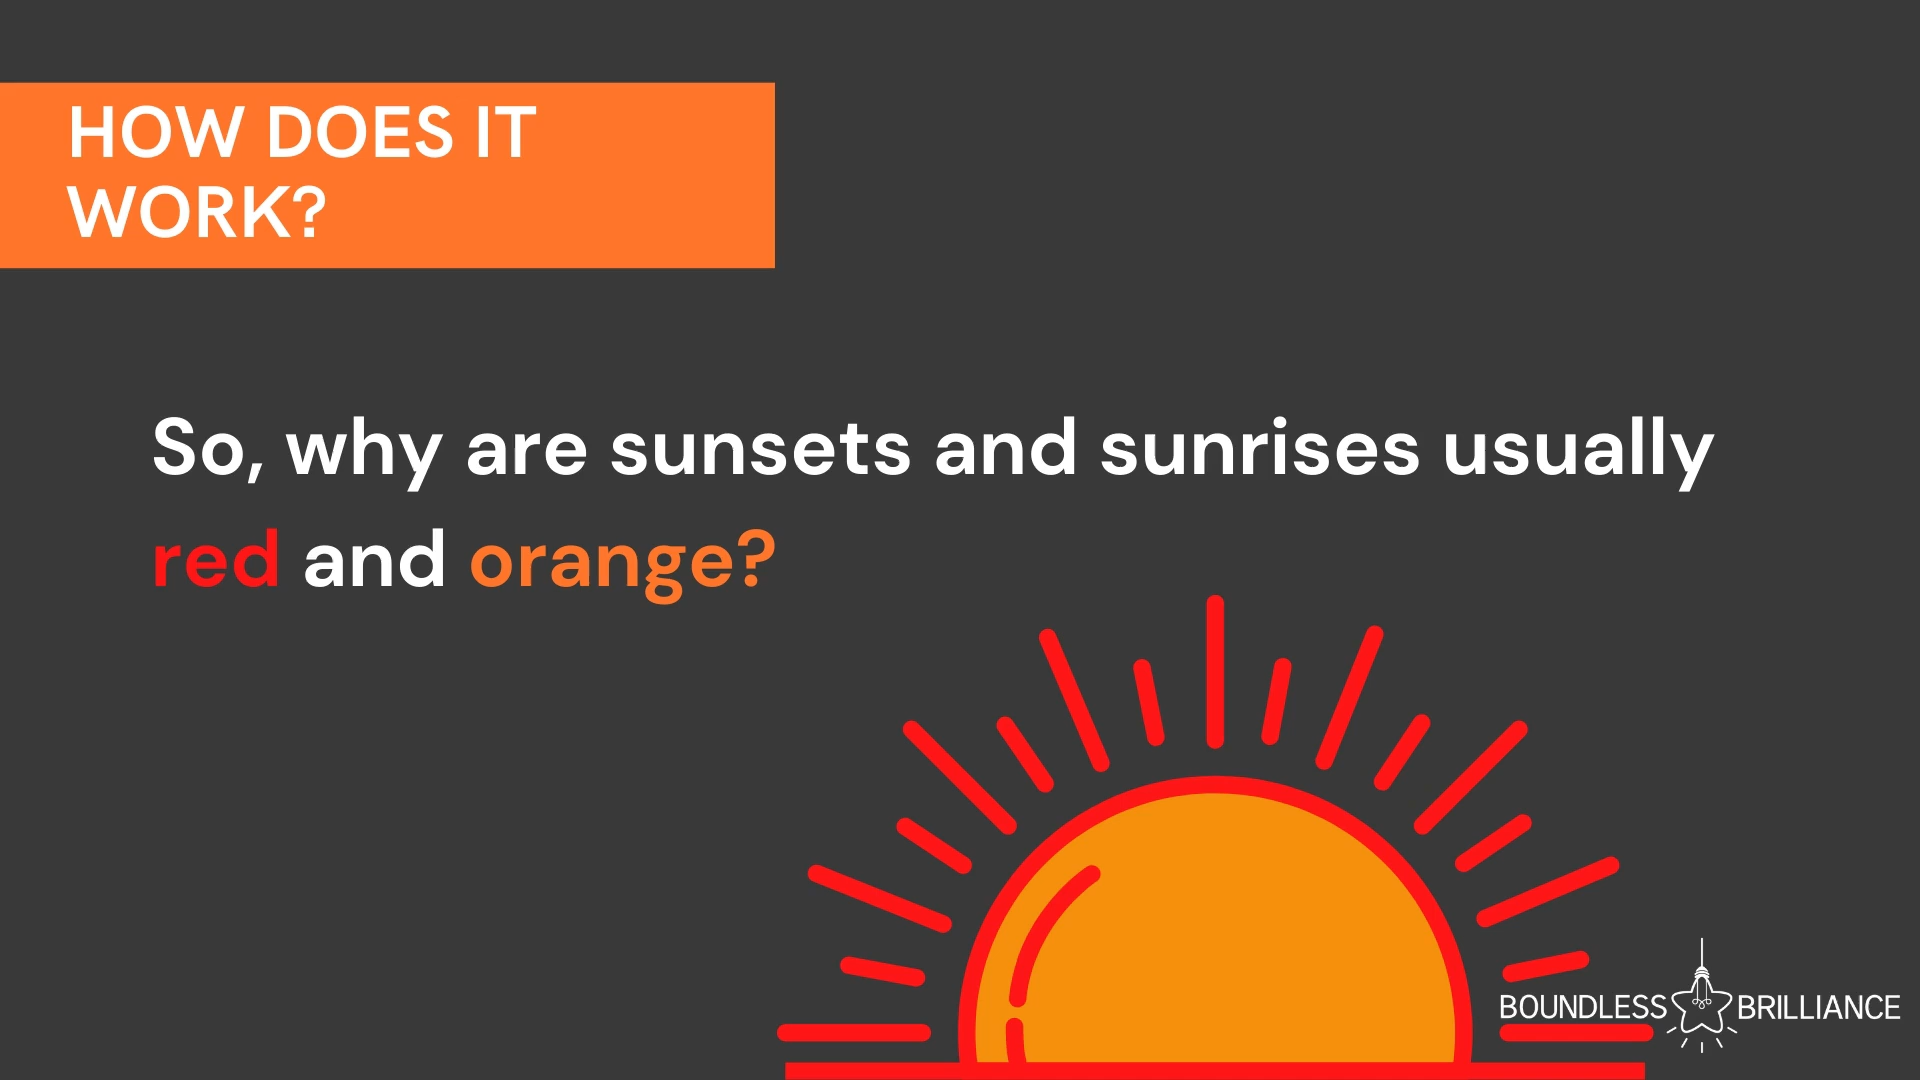 HOW DOES IT
WORK?
So, why are sunsets and sunrises usually
red and orange?
BOUNDLESS BRILLIANCE